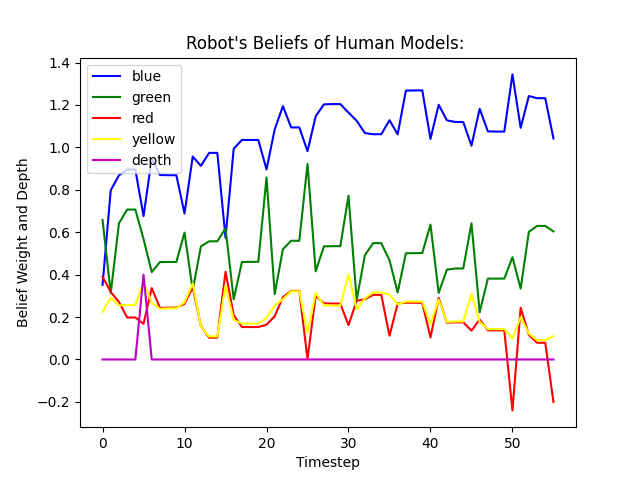 Robot's Beliefs of Human Models:
blue
green
red
yellow
depth
Belief Weight and Depth
1.4
1.2
1.0
0.8
0.6
0.4
0.2
0.0
−0.2
0
10
20
30
40
50
Timestep